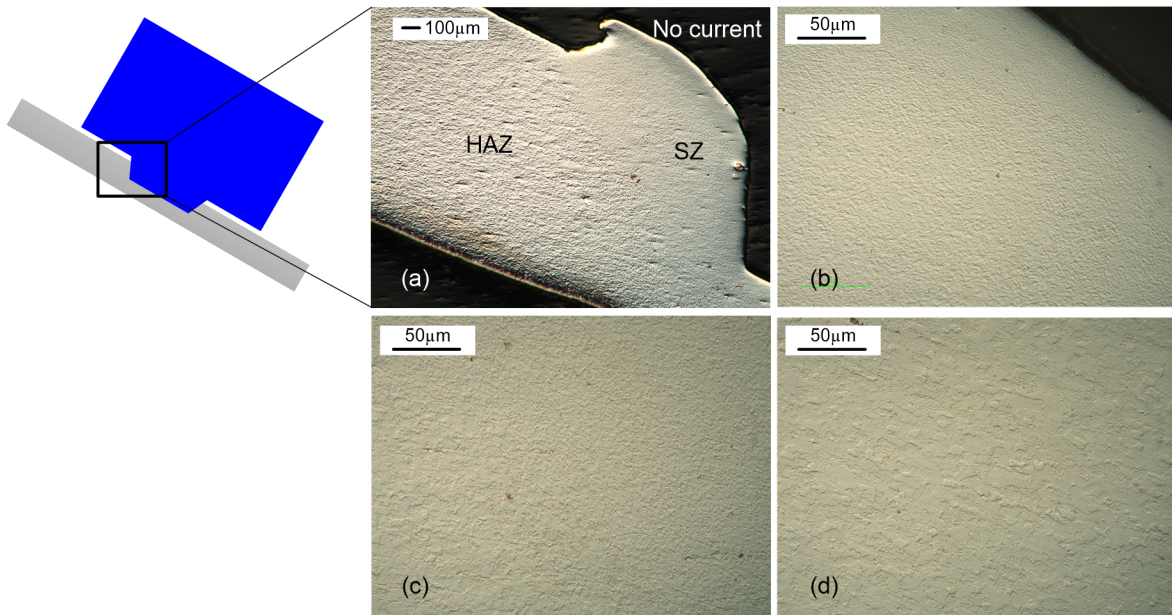 100μm
No current
HAZ
SZ
(a)
50μm
(b)
50μm
(c)
50μm
(d)